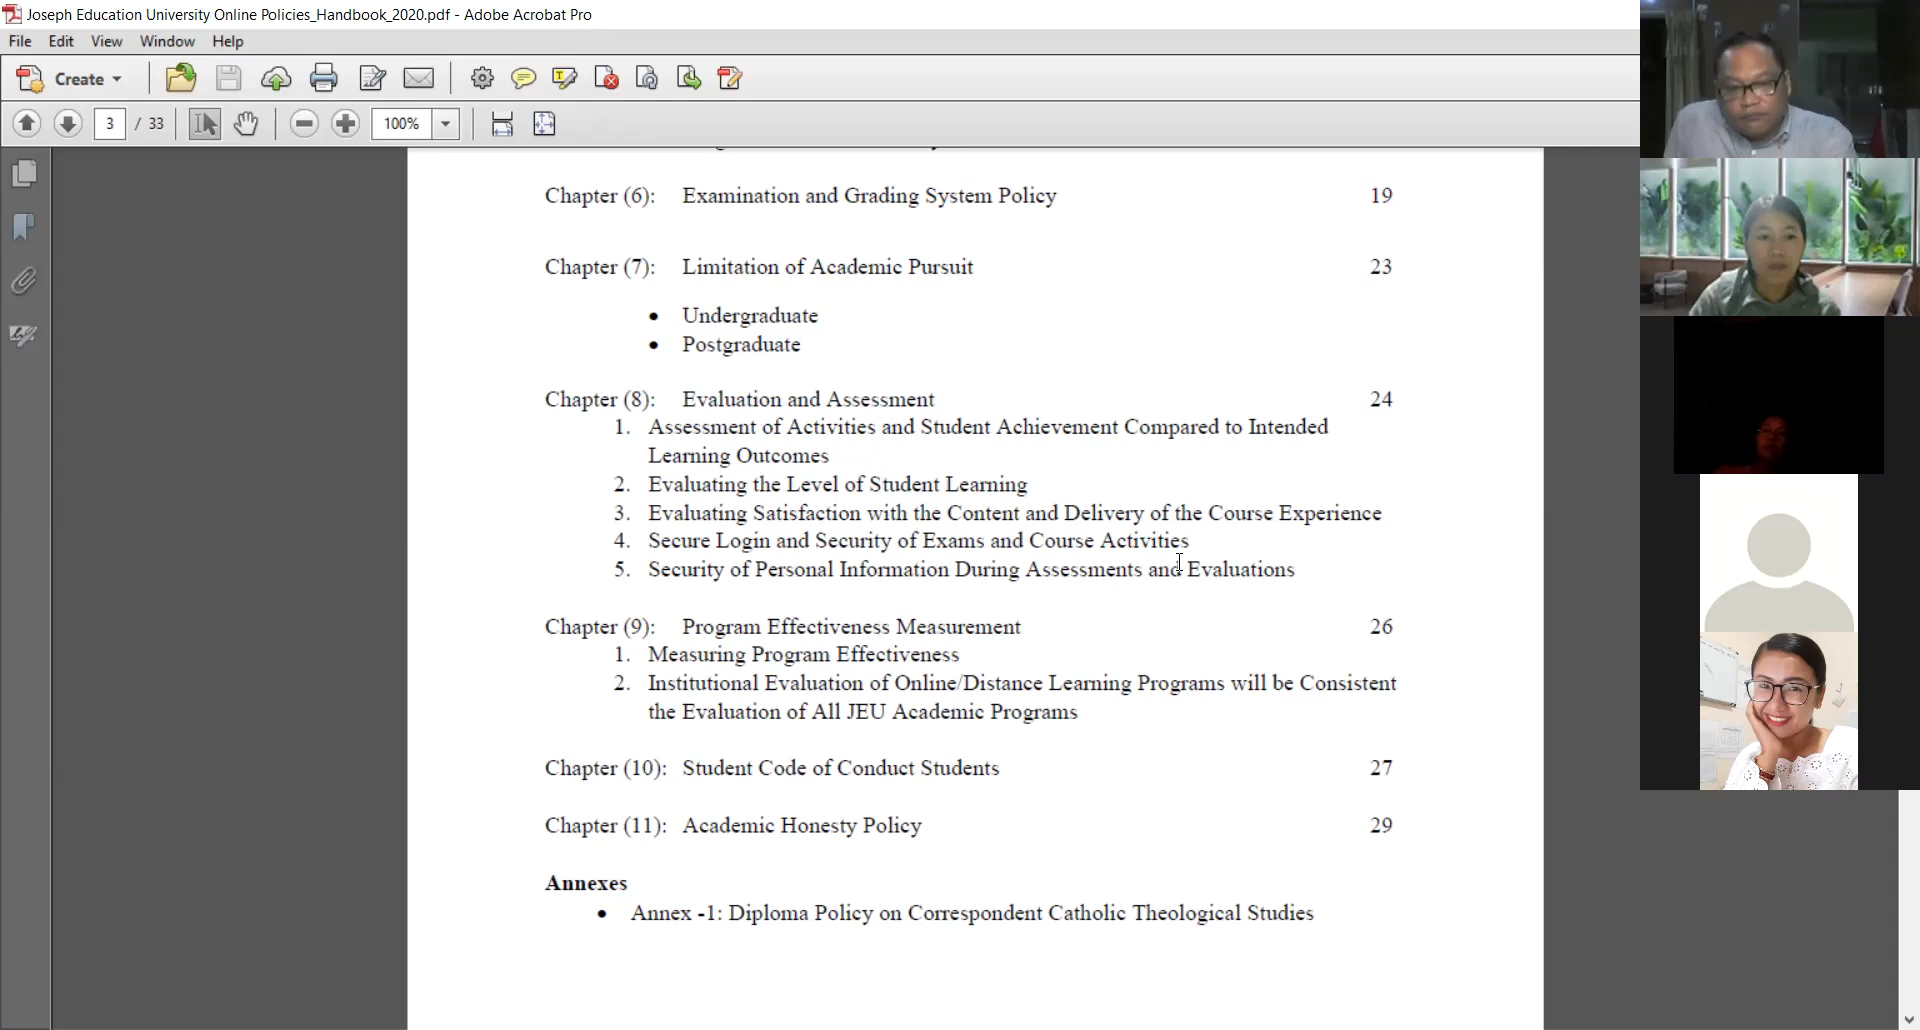 Joseph Education University Online Policies_Handbook_2020.pdf - Adobe Acrobat Pro
File Edit View Window Help
Create
3 / 33 100%
Chapter (6): Examination and Grading System Policy 19
Chapter (7): Limitation of Academic Pursuit 23
• Undergraduate
• Postgraduate
Chapter (8): Evaluation and Assessment 24
1. Assessment of Activities and Student Achievement Compared to Intended
Learning Outcomes
2. Evaluating the Level of Student Learning
3. Evaluating Satisfaction with the Content and Delivery of the Course Experience
4. Secure Login and Security of Exams and Course Activities
5. Security of Personal Information During Assessments and Evaluations
Chapter (9): Program Effectiveness Measurement 26
1. Measuring Program Effectiveness
2. Institutional Evaluation of Online/Distance Learning Programs will be Consistent
the Evaluation of All JEU Academic Programs
Chapter (10): Student Code of Conduct Students 27
Chapter (11): Academic Honesty Policy 29
Annexes
• Annex -1: Diploma Policy on Correspondent Catholic Theological Studies